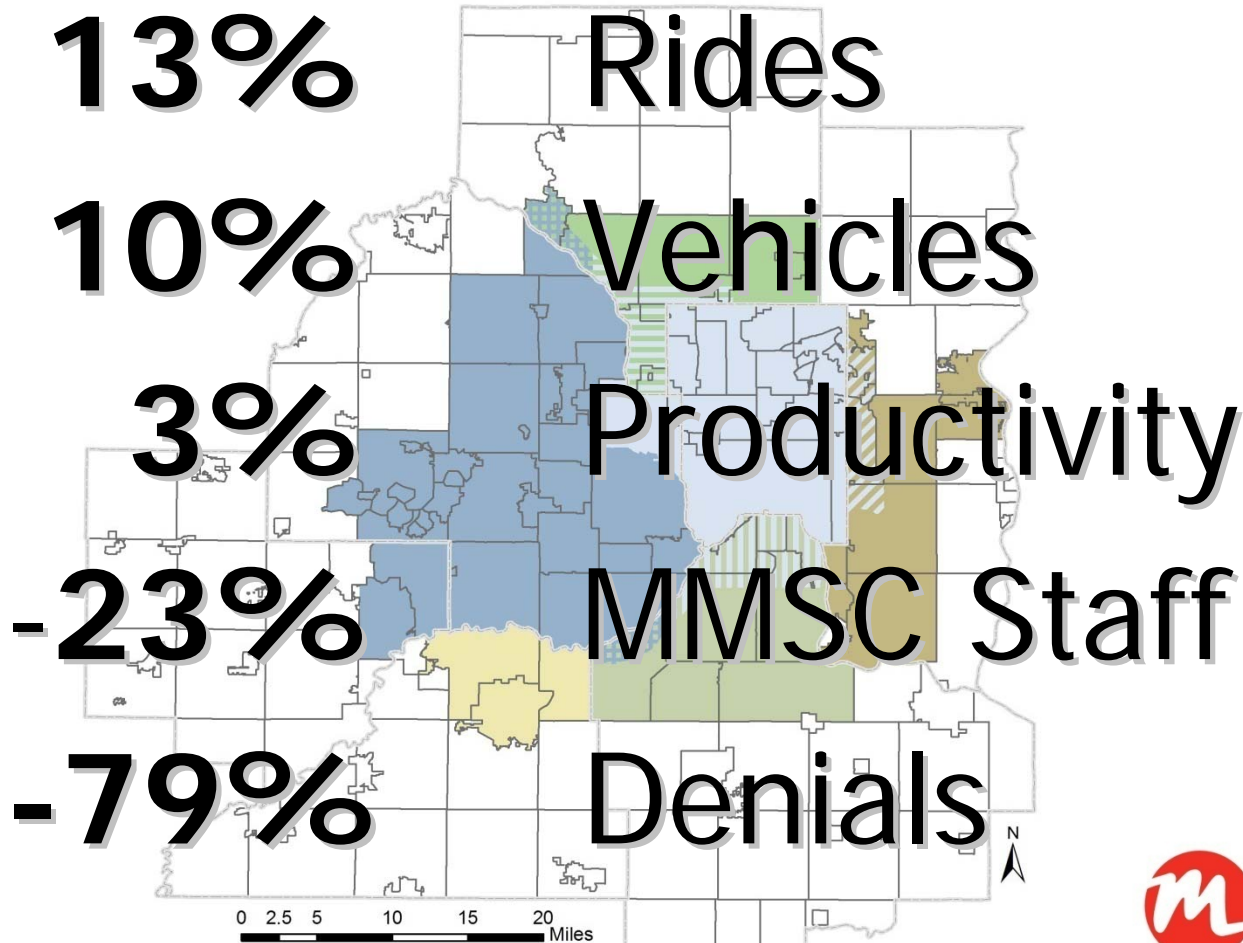 13% Rides
10% Vehicles
3% Productivity
-23% MMSC Staff
-79% Denials
N
0 2.5 5 10 15 20 Miles
m